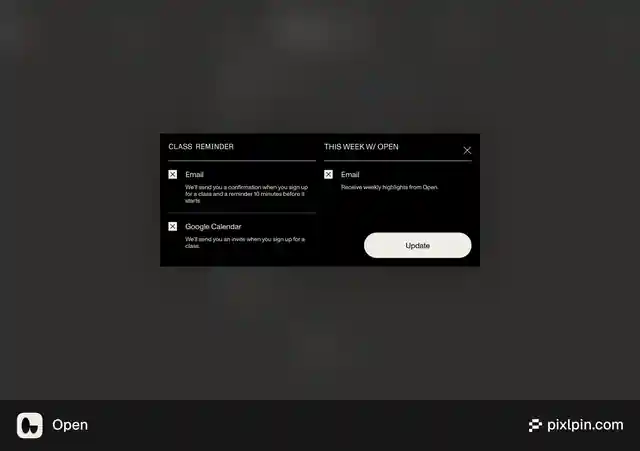 CLASS REMINDER
Email
We'll send you a confirmation when you sign up
for a class and a reminder 10 minutes before it
starts
Google Calendar
We'll send you an invite when you sign up for a
class.
THIS WEEK W/ OPEN
Email
Receive weekly highlights from Open.
Update
Open
pixlpin.com